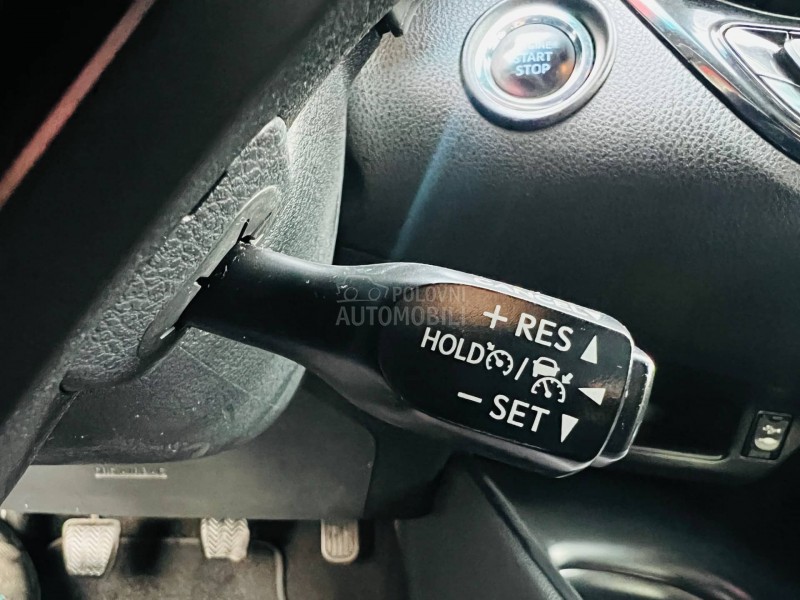 START
STOP
POLOVNI
AUTOMOBILI
+ RES ▲
HOLD / ◀
− SET ▼